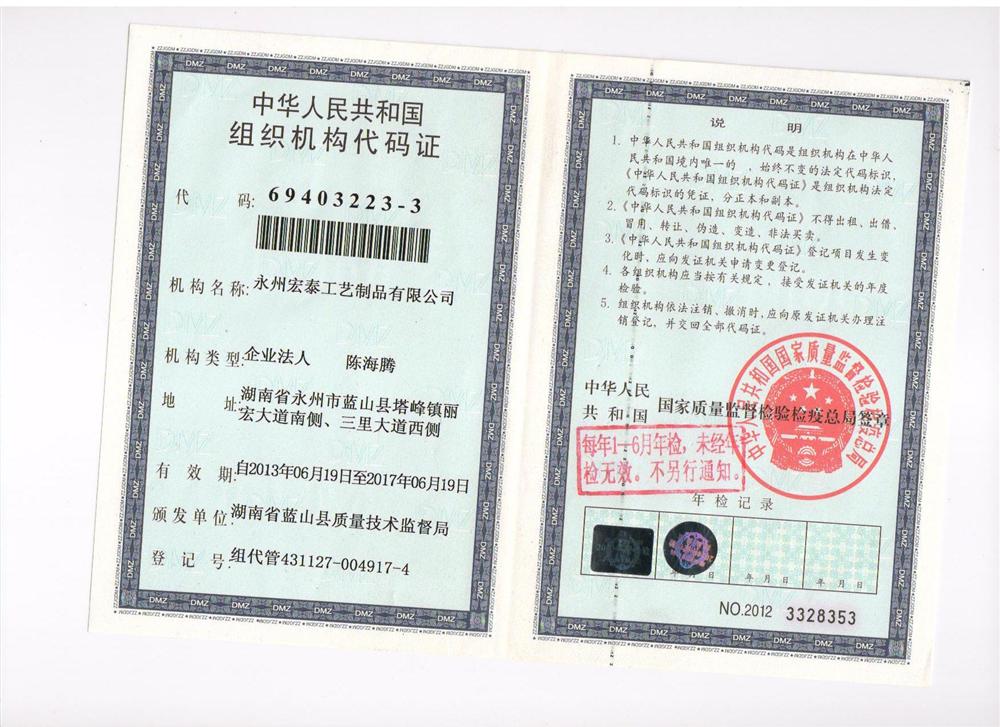 中华人民共和国
组织机构代码证
代 码: 69403223-3
机构名称: 永州宏泰工艺制品有限公司
机构类型: 企业法人 陈海腾
地 址: 湖南省永州市蓝山县塔峰镇丽
宏大道南侧、三里大道西侧
有 效 期: 自2013年06月19日至2017年06月19日
颁发单位: 湖南省蓝山县质量技术监督局
登 记 号: 组代管431127-004917-4
说 明
1. 中华人民共和国组织机构代码是组织机构在中华人
民共和国境内唯一的 , 始终不变的法定代码标识,
《中华人民共和国组织机构代码证》是组织机构法定
代码标识的凭证, 分正本和副本。
2. 《中华人民共和国组织机构代码证》不得出租、出借、
冒用、转让、伪造、变造、非法买卖。
3. 《中华人民共和国组织机构代码证》登记项目发生变
化时, 应向发证机关申请变更登记。
4. 各组织机构应当按有关规定, 接受发证机关的年度
检验。
5. 组织机构依法注销、撤消时, 应向原发证机关办理注
销登记, 并交回全部代码证。
中华人民
共和国 国家质量监督检验检疫总局签章
中华人民共和国国家质量监督检验检疫总局
每年1—6月年检, 未经年
检无效。不另行通知。
年检记录
年 月 日
年 月 日
年 月 日
NO.2012 3328353